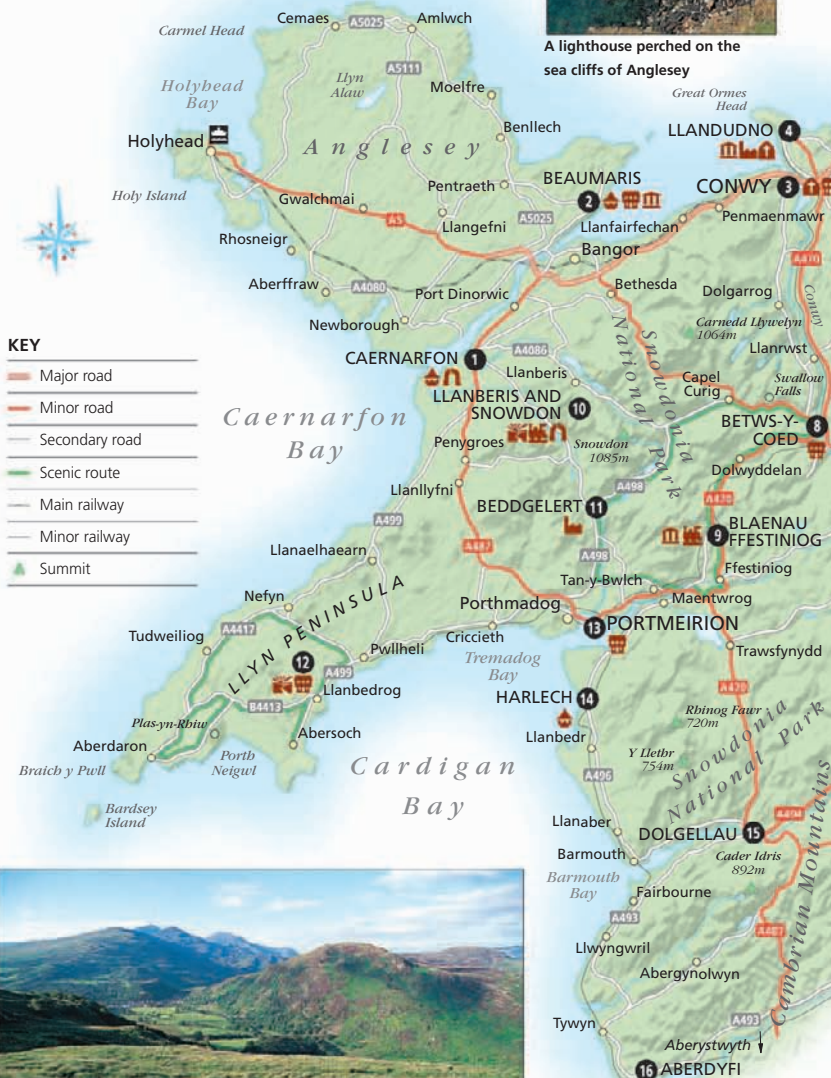 A lighthouse perched on the
sea cliffs of Anglesey
Cemaes
A5025
Amlwch
Carmel Head
A5111
Llyn
Alaw
Moelfre
Holyhead
Bay
Great Ormes
Head
Benllech
LLANDUDNO 4
Holyhead
Anglesey
BEAUMARIS
2
CONWY 3
Pentraeth
Holy Island
Gwalchmai
A5
A5025
Llangefni
Llanfairfechan
Penmaenmawr
Rhosneigr
Bangor
A470
Aberffraw
A4080
Port Dinorwic
Bethesda
Dolgarrog
Conwy
Newborough
Carnedd Llywelyn
1064m
KEY
Major road
Minor road
Secondary road
Scenic route
Main railway
Minor railway
Summit
Snowdonia
National Park
Llanrwst
CAERNARFON 1
A4086
Llanberis
Capel
Curig
Swallow
Falls
LLANBERIS AND
SNOWDON 10
Caernarfon
Bay
BETWS-Y-
COED
8
Penygroes
Snowdon
1085m
Dolwyddelan
Llanllyfni
A498
BEDDGELERT 11
A470
A499
BLAENAU
FFESTINIOG
9
A487
A498
Llanaelhaearn
Tan-y-Bwlch
Ffestiniog
Nefyn
Porthmadog
Maentwrog
LLYN PENINSULA
A4417
13 PORTMEIRION
Tudweiliog
Criccieth
Pwllheli
Tremadog
Bay
Trawsfynydd
12
A499
Llanbedrog
HARLECH 14
A470
B4413
Plas-yn-Rhiw
Rhinog Fawr
720m
Llanbedr
Abersoch
Aberdaron
Porth
Neigwl
Y Llethr
754m
Braich y Pwll
Cardigan
Bay
A496
Snowdonia
National Park
Bardsey
Island
Llanaber
A494
DOLGELLAU 15
Barmouth
Cader Idris
892m
Barmouth
Bay
Fairbourne
Cambrian Mountains
A493
A487
Llwyngwril
Abergynolwyn
Tywyn
A493
Aberystwyth
16 ABERDYFI